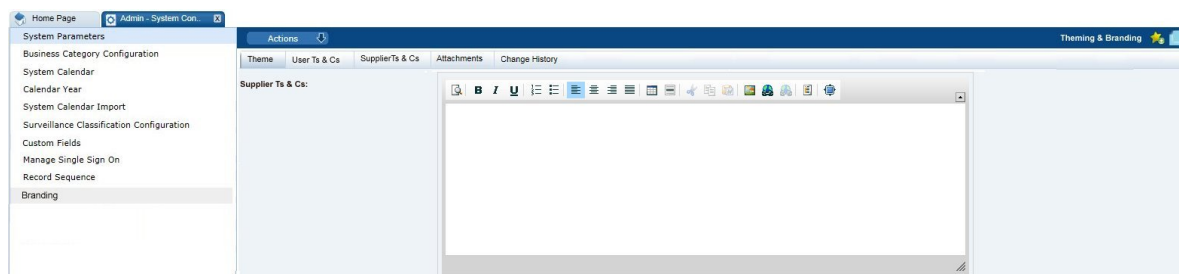 Home Page
Admin - System Con..
System Parameters
Business Category Configuration
System Calendar
Calendar Year
System Calendar Import
Surveillance Classification Configuration
Custom Fields
Manage Single Sign On
Record Sequence
Branding
Actions
Theming & Branding
Theme User Ts & Cs SupplierTs & Cs Attachments Change History
Supplier Ts & Cs:
B I U